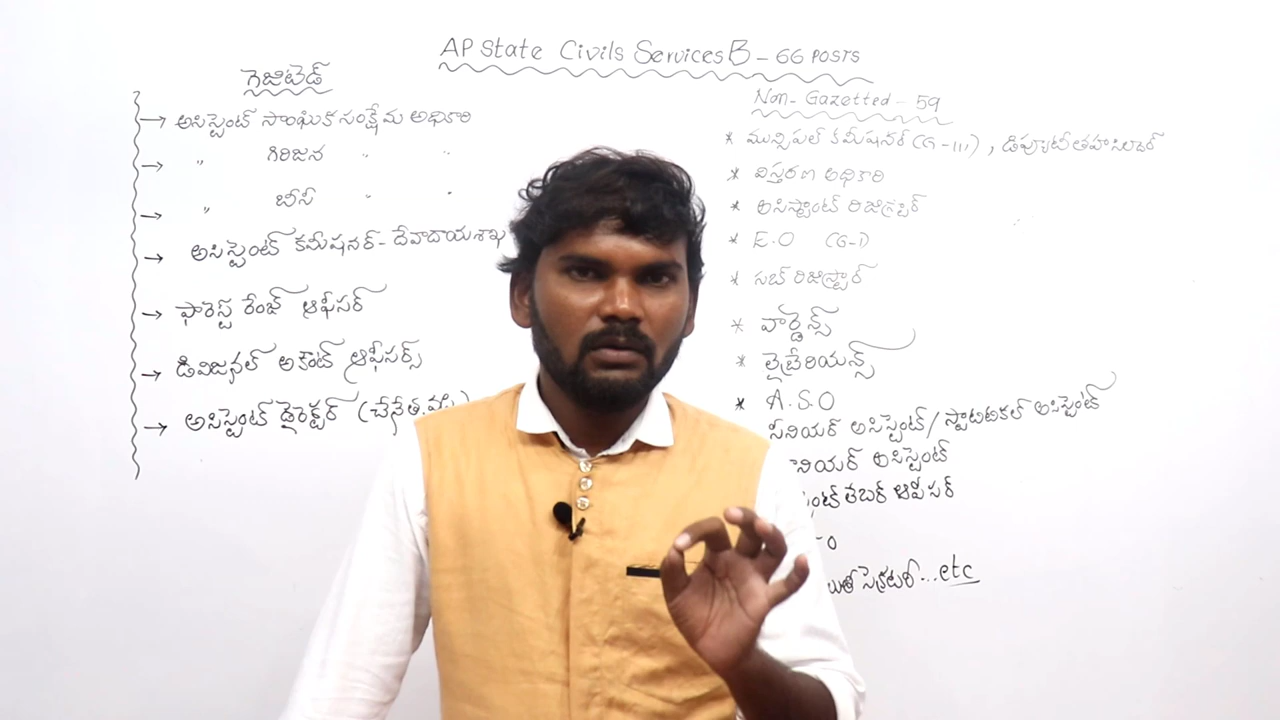 AP State Civils Services B - 66 POSTS
గెజిటెడ్
→ అసిస్టెంట్ సాంఘిక సంక్షేమ అధికారి
→ " గిరిజన " "
→ " బీసీ " "
→ అసిస్టెంట్ కమీషనర్ - దేవాదాయశాఖ
→ ఫారెస్ట్ రేంజ్ ఆఫీసర్
→ డివిజనల్ అకౌంట్ ఆఫీసర్స్
→ అసిస్టెంట్ డైరెక్టర్ (చేనేత,
Non-Gazetted - 59
* మున్సిపల్ కమీషనర్ (G-III), డిప్యూటీ తహసిల్దార్
* విస్తరణ అధికారి
* అసిస్టాంట్ రిజిస్ట్రర్
* E.O (G-I)
* సబ్ రిజిస్ట్రార్
* వార్డెన్స్
* లైబ్రేరియన్స్
* A.S.O
సీనియర్ అసిస్టెంట్/ స్టాటిటికల్ అసిస్టెంట్
నియర్ అసిస్టెంట్
లేబర్ ఆఫీసర్
సెక్రటరీ...etc